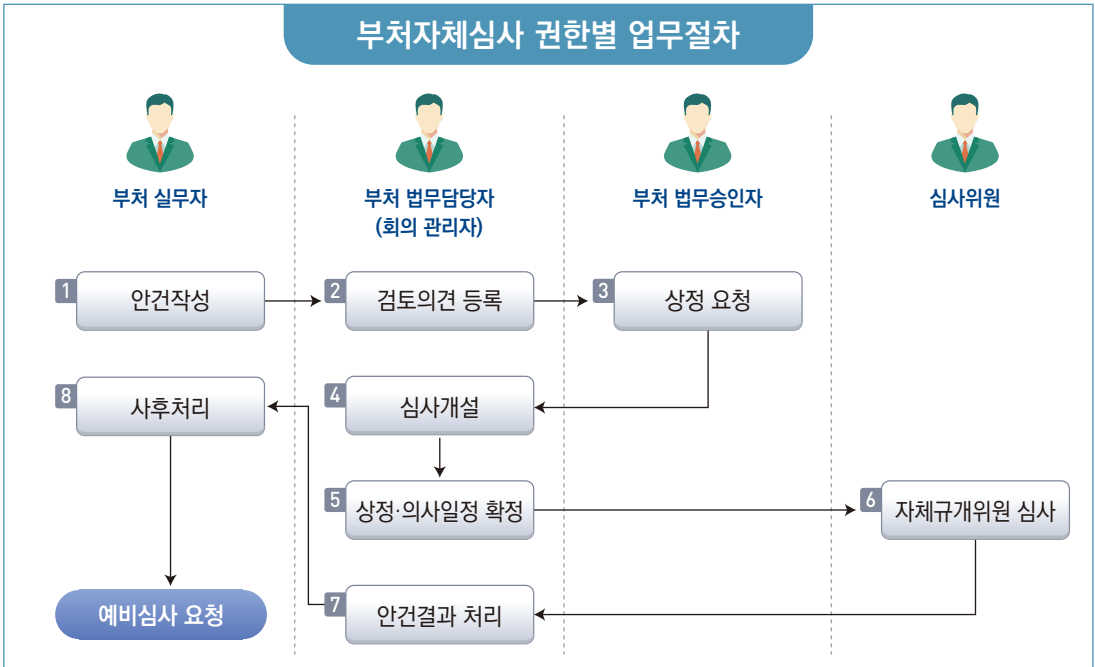 부처자체심사 권한별 업무절차
부처 실무자
부처 법무담당자
(회의 관리자)
부처 법무승인자
심사위원
1 안건작성
2 검토의견 등록
3 상정 요청
8 사후처리
4 심사개설
5 상정·의사일정 확정
6 자체규개위원 심사
예비심사 요청
7 안건결과 처리